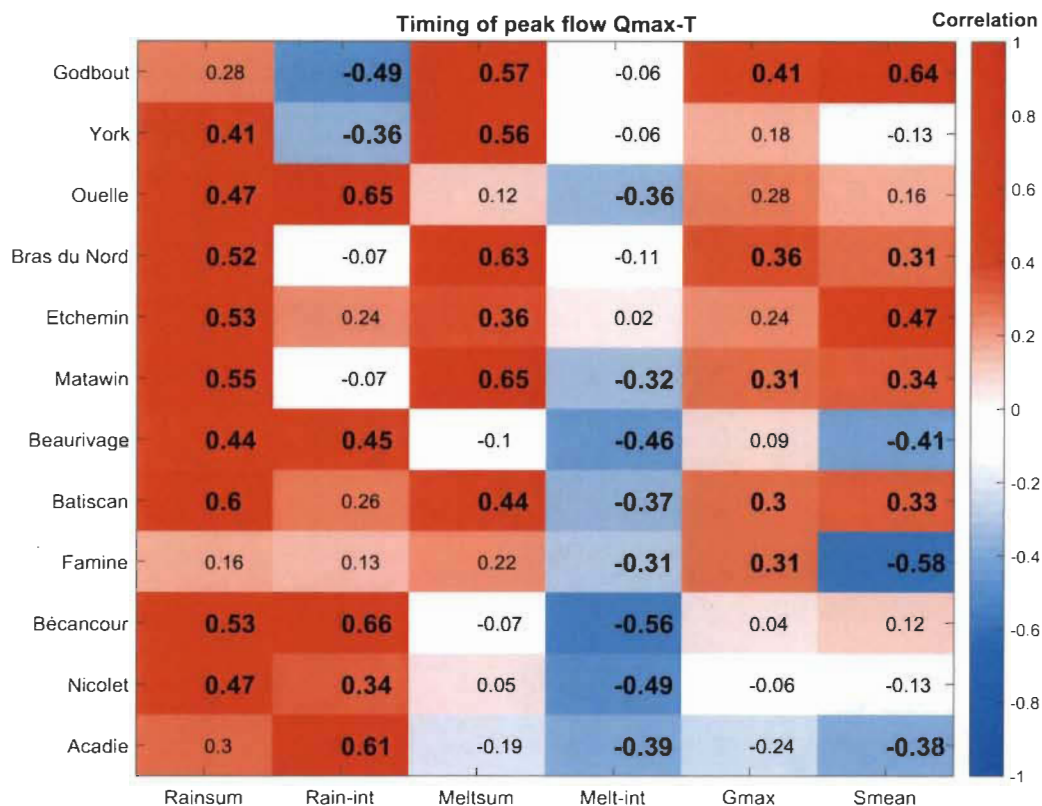 Timing of peak flow Qmax-T
Correlation
Godbout 0.28 -0.49 0.57 -0.06 0.41 0.64
York 0.41 -0.36 0.56 -0.06 0.18 -0.13
Ouelle 0.47 0.65 0.12 -0.36 0.28 0.16
Bras du Nord 0.52 -0.07 0.63 -0.11 0.36 0.31
Etchemin 0.53 0.24 0.36 0.02 0.24 0.47
Matawin 0.55 -0.07 0.65 -0.32 0.31 0.34
Beaurivage 0.44 0.45 -0.1 -0.46 0.09 -0.41
Batiscan 0.6 0.26 0.44 -0.37 0.3 0.33
Famine 0.16 0.13 0.22 -0.31 0.31 -0.58
Bécancour 0.53 0.66 -0.07 -0.56 0.04 0.12
Nicolet 0.47 0.34 0.05 -0.49 -0.06 -0.13
Acadie 0.3 0.61 -0.19 -0.39 -0.24 -0.38
Rainsum Rain-int Meltsum Melt-int Gmax Smean
1
0.8
0.6
0.4
0.2
0
-0.2
-0.4
-0.6
-0.8
-1